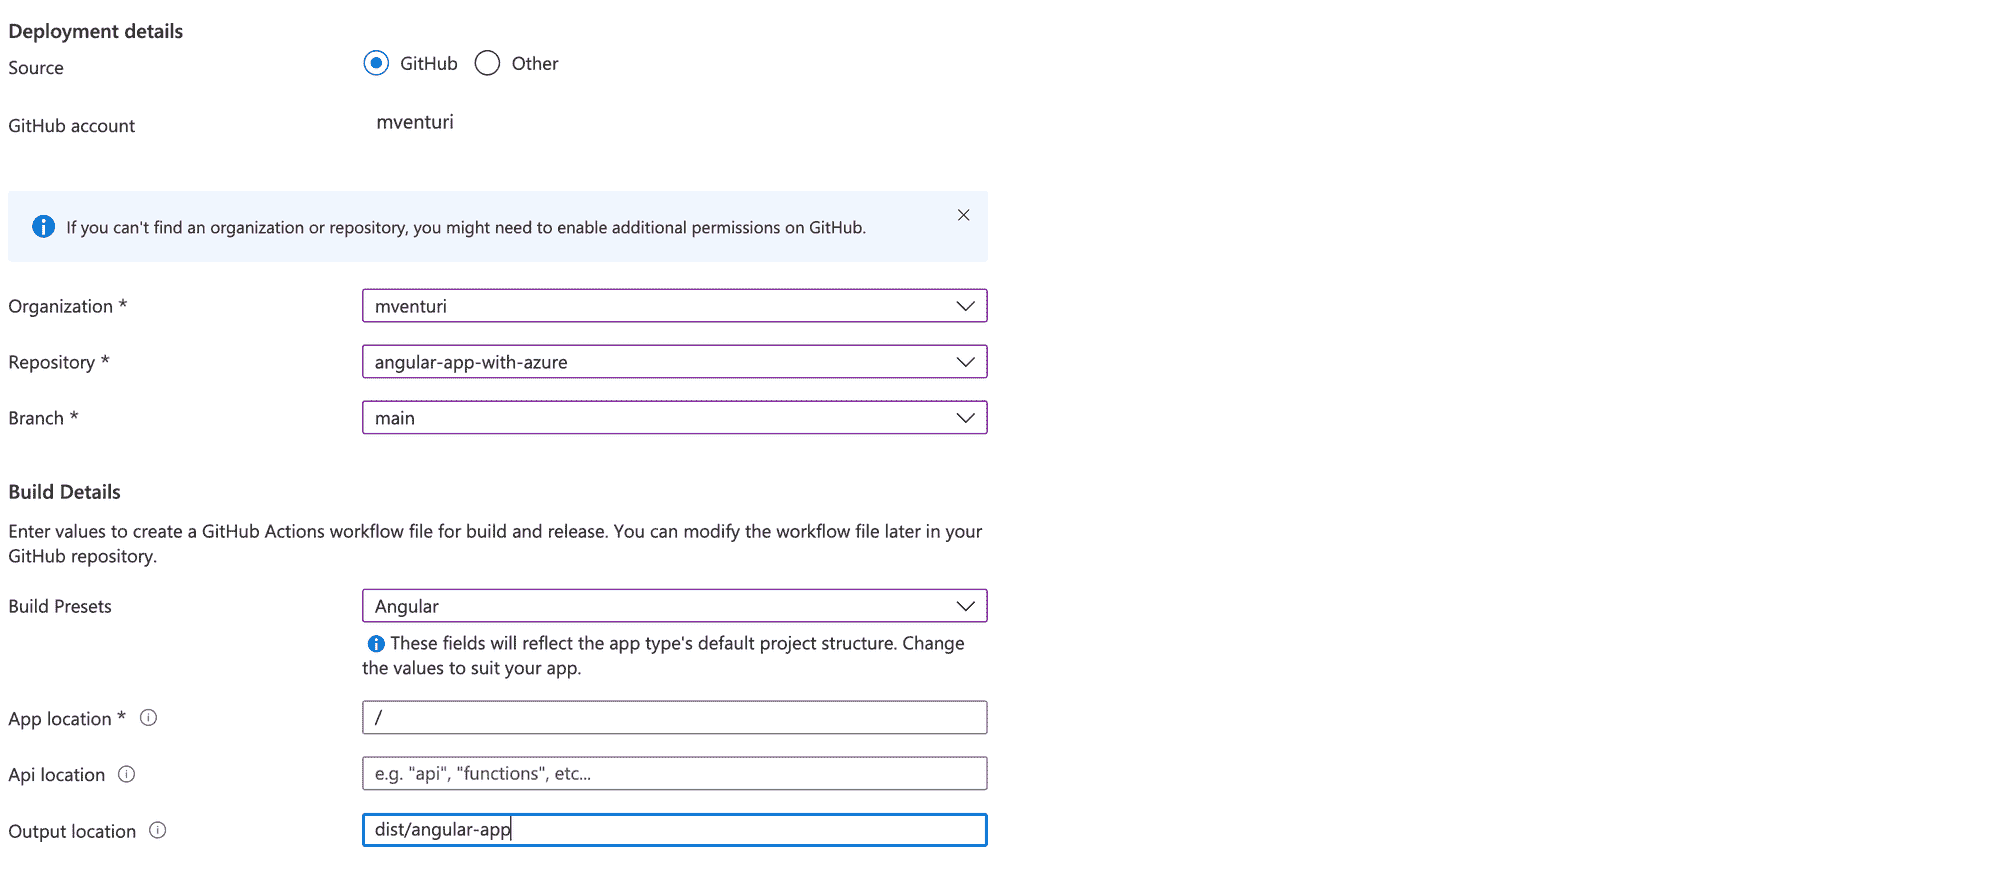 Deployment details
Source
GitHub Other
GitHub account
mventuri
If you can't find an organization or repository, you might need to enable additional permissions on GitHub.
Organization *
mventuri
Repository *
angular-app-with-azure
Branch *
main
Build Details
Enter values to create a GitHub Actions workflow file for build and release. You can modify the workflow file later in your
GitHub repository.
Build Presets
Angular
These fields will reflect the app type's default project structure. Change
the values to suit your app.
App location *
/
Api location
e.g. "api", "functions", etc...
Output location
dist/angular-app